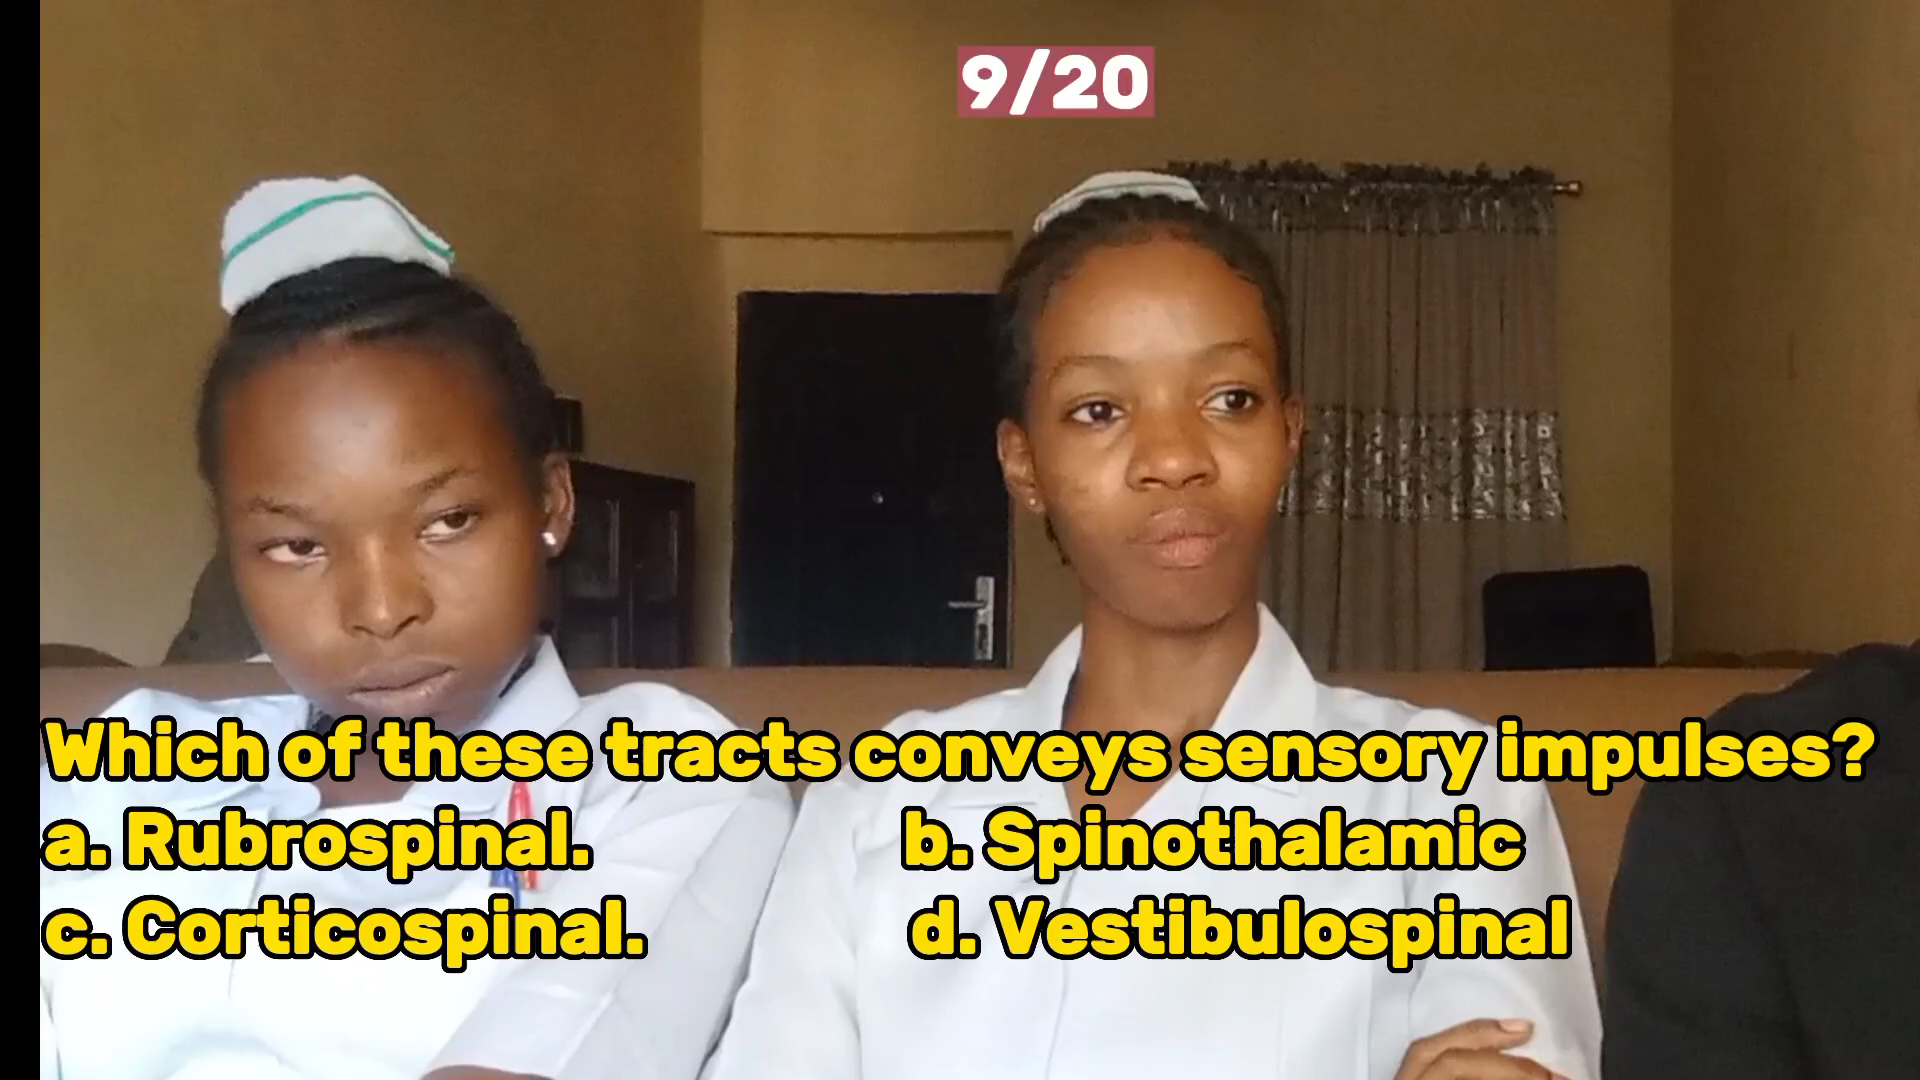 9/20
Which of these tracts conveys sensory impulses?
a. Rubrospinal. b. Spinothalamic
c. Corticospinal. d. Vestibulospinal